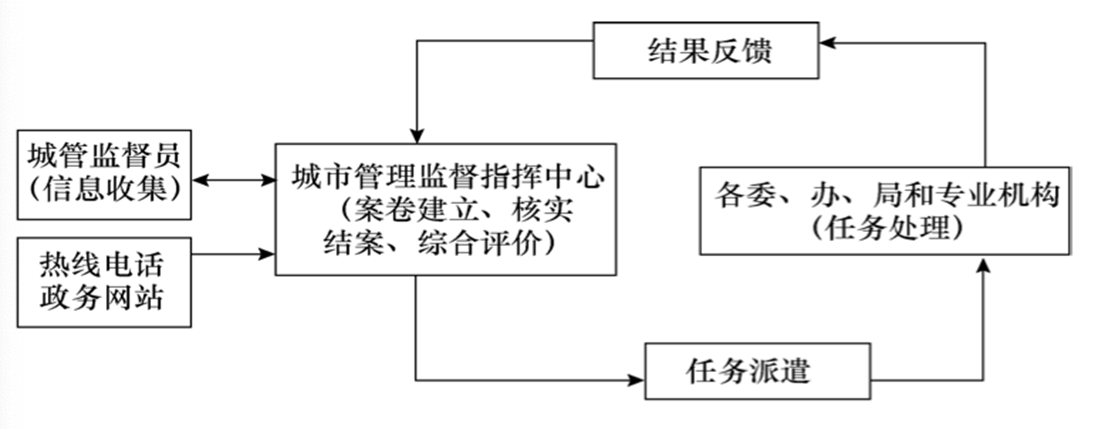 结果反馈
城管监督员
(信息收集)
城市管理监督指挥中心
(案卷建立、核实
结案、综合评价)
各委、办、局和专业机构
(任务处理)
热线电话
政务网站
任务派遣